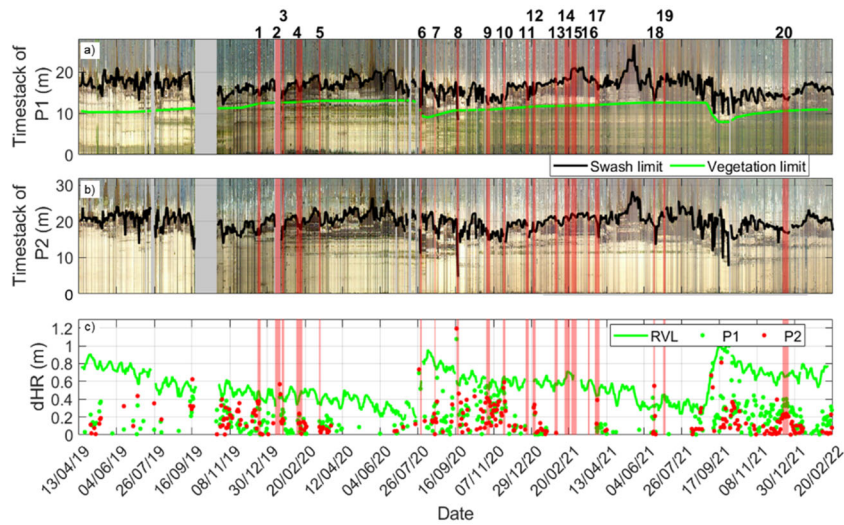 3 12 14 17 19
1 2 4 5 6 7 8 9 10 11 13 15 16 18 20
a)
Timestack of
P1 (m)
20
10
0
Swash limit Vegetation limit
b)
Timestack of
P2 (m)
30
20
10
0
c)
RVL P1 P2
dHR (m)
1.2
1
0.8
0.6
0.4
0.2
0
13/04/19 04/06/19 26/07/19 16/09/19 08/11/19 30/12/19 20/02/20 13/04/20 04/06/20 26/07/20 16/09/20 07/11/20 29/12/20 20/02/21 13/04/21 04/06/21 26/07/21 17/09/21 08/11/21 30/12/21 20/02/22
Date